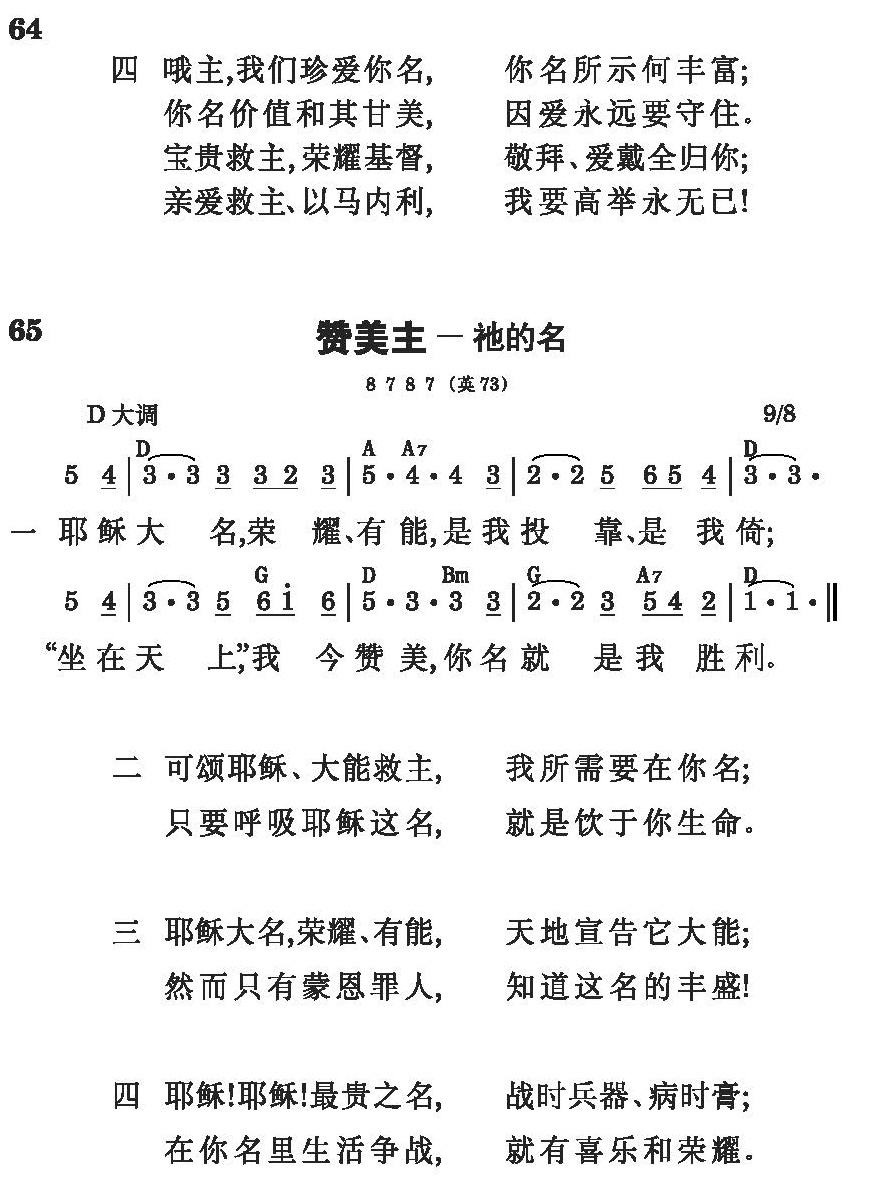 64
四 哦主,我们珍爱你名, 你名所示何丰富;
你名价值和其甘美, 因爱永远要守住。
宝贵救主,荣耀基督, 敬拜、爱戴全归你;
亲爱救主、以马内利, 我要高举永无已!
65
赞美主—祂的名
8 7 8 7 (英73)
D大调 9/8
D A A7 D
5 4 | 3·3 3 3 2 3 | 5·4·4 3 | 2·2 5 6 5 4 | 3·3·
一 耶稣大 名,荣 耀、有能,是我投 靠、是 我倚;
G D Bm G A7 D
5 4 | 3·3 5 6 i 6 | 5·3·3 3 | 2·2 3 5 4 2 | 1·1· ‖
“坐在天 上”,我 今赞 美,你名就 是我 胜利。
二 可颂耶稣、大能救主, 我所需要在你名;
只要呼吸耶稣这名, 就是饮于你生命。
三 耶稣大名,荣耀、有能, 天地宣告它大能;
然而只有蒙恩罪人, 知道这名的丰盛!
四 耶稣!耶稣!最贵之名, 战时兵器、病时膏;
在你名里生活争战, 就有喜乐和荣耀。